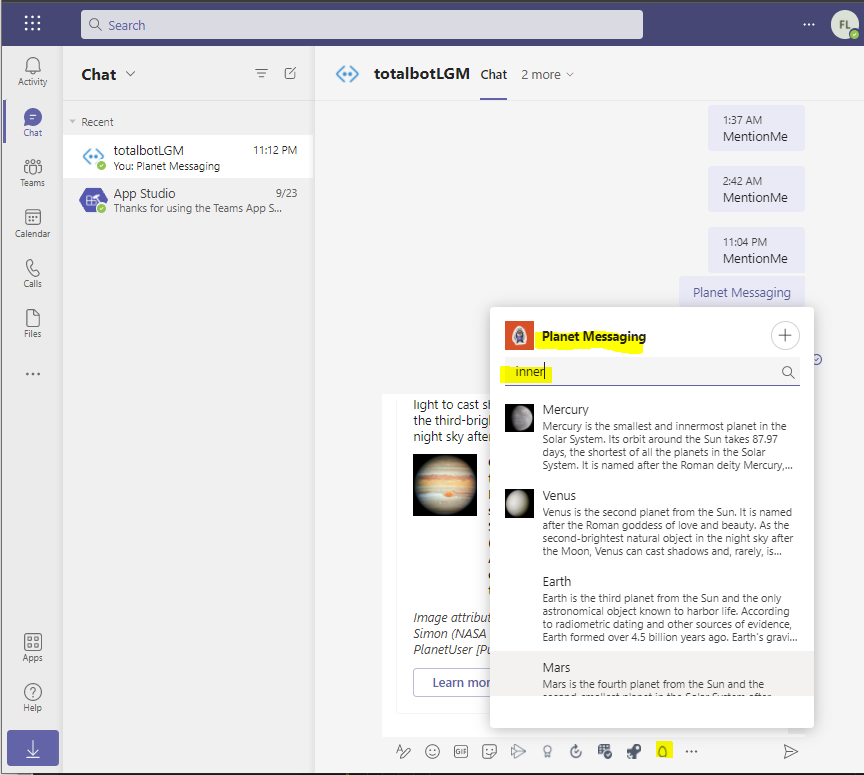 Search
FL
Activity
Chat
Teams
Calendar
Calls
Files
Apps
Help
Chat
Recent
totalbotLGM 11:12 PM
You: Planet Messaging
App Studio 9/23
Thanks for using the Teams App S...
totalbotLGM Chat 2 more
1:37 AM
MentionMe
2:42 AM
MentionMe
11:04 PM
MentionMe
Planet Messaging
light to cast
the third-brig
night sky after
Image attribut
Simon (NASA
PlanetUser [Pu
Learn mor
Planet Messaging
inner
Mercury
Mercury is the smallest and innermost planet in the
Solar System. Its orbit around the Sun takes 87.97
days, the shortest of all the planets in the Solar
System. It is named after the Roman deity Mercury,...
Venus
Venus is the second planet from the Sun. It is named
after the Roman goddess of love and beauty. As the
second-brightest natural object in the night sky after
the Moon, Venus can cast shadows and, rarely, is...
Earth
Earth is the third planet from the Sun and the only
astronomical object known to harbor life. According
to radiometric dating and other sources of evidence,
Earth formed over 4.5 billion years ago. Earth's gravi...
Mars
Mars is the fourth planet from the Sun and the
second-smallest planet in the Solar System after
GIF